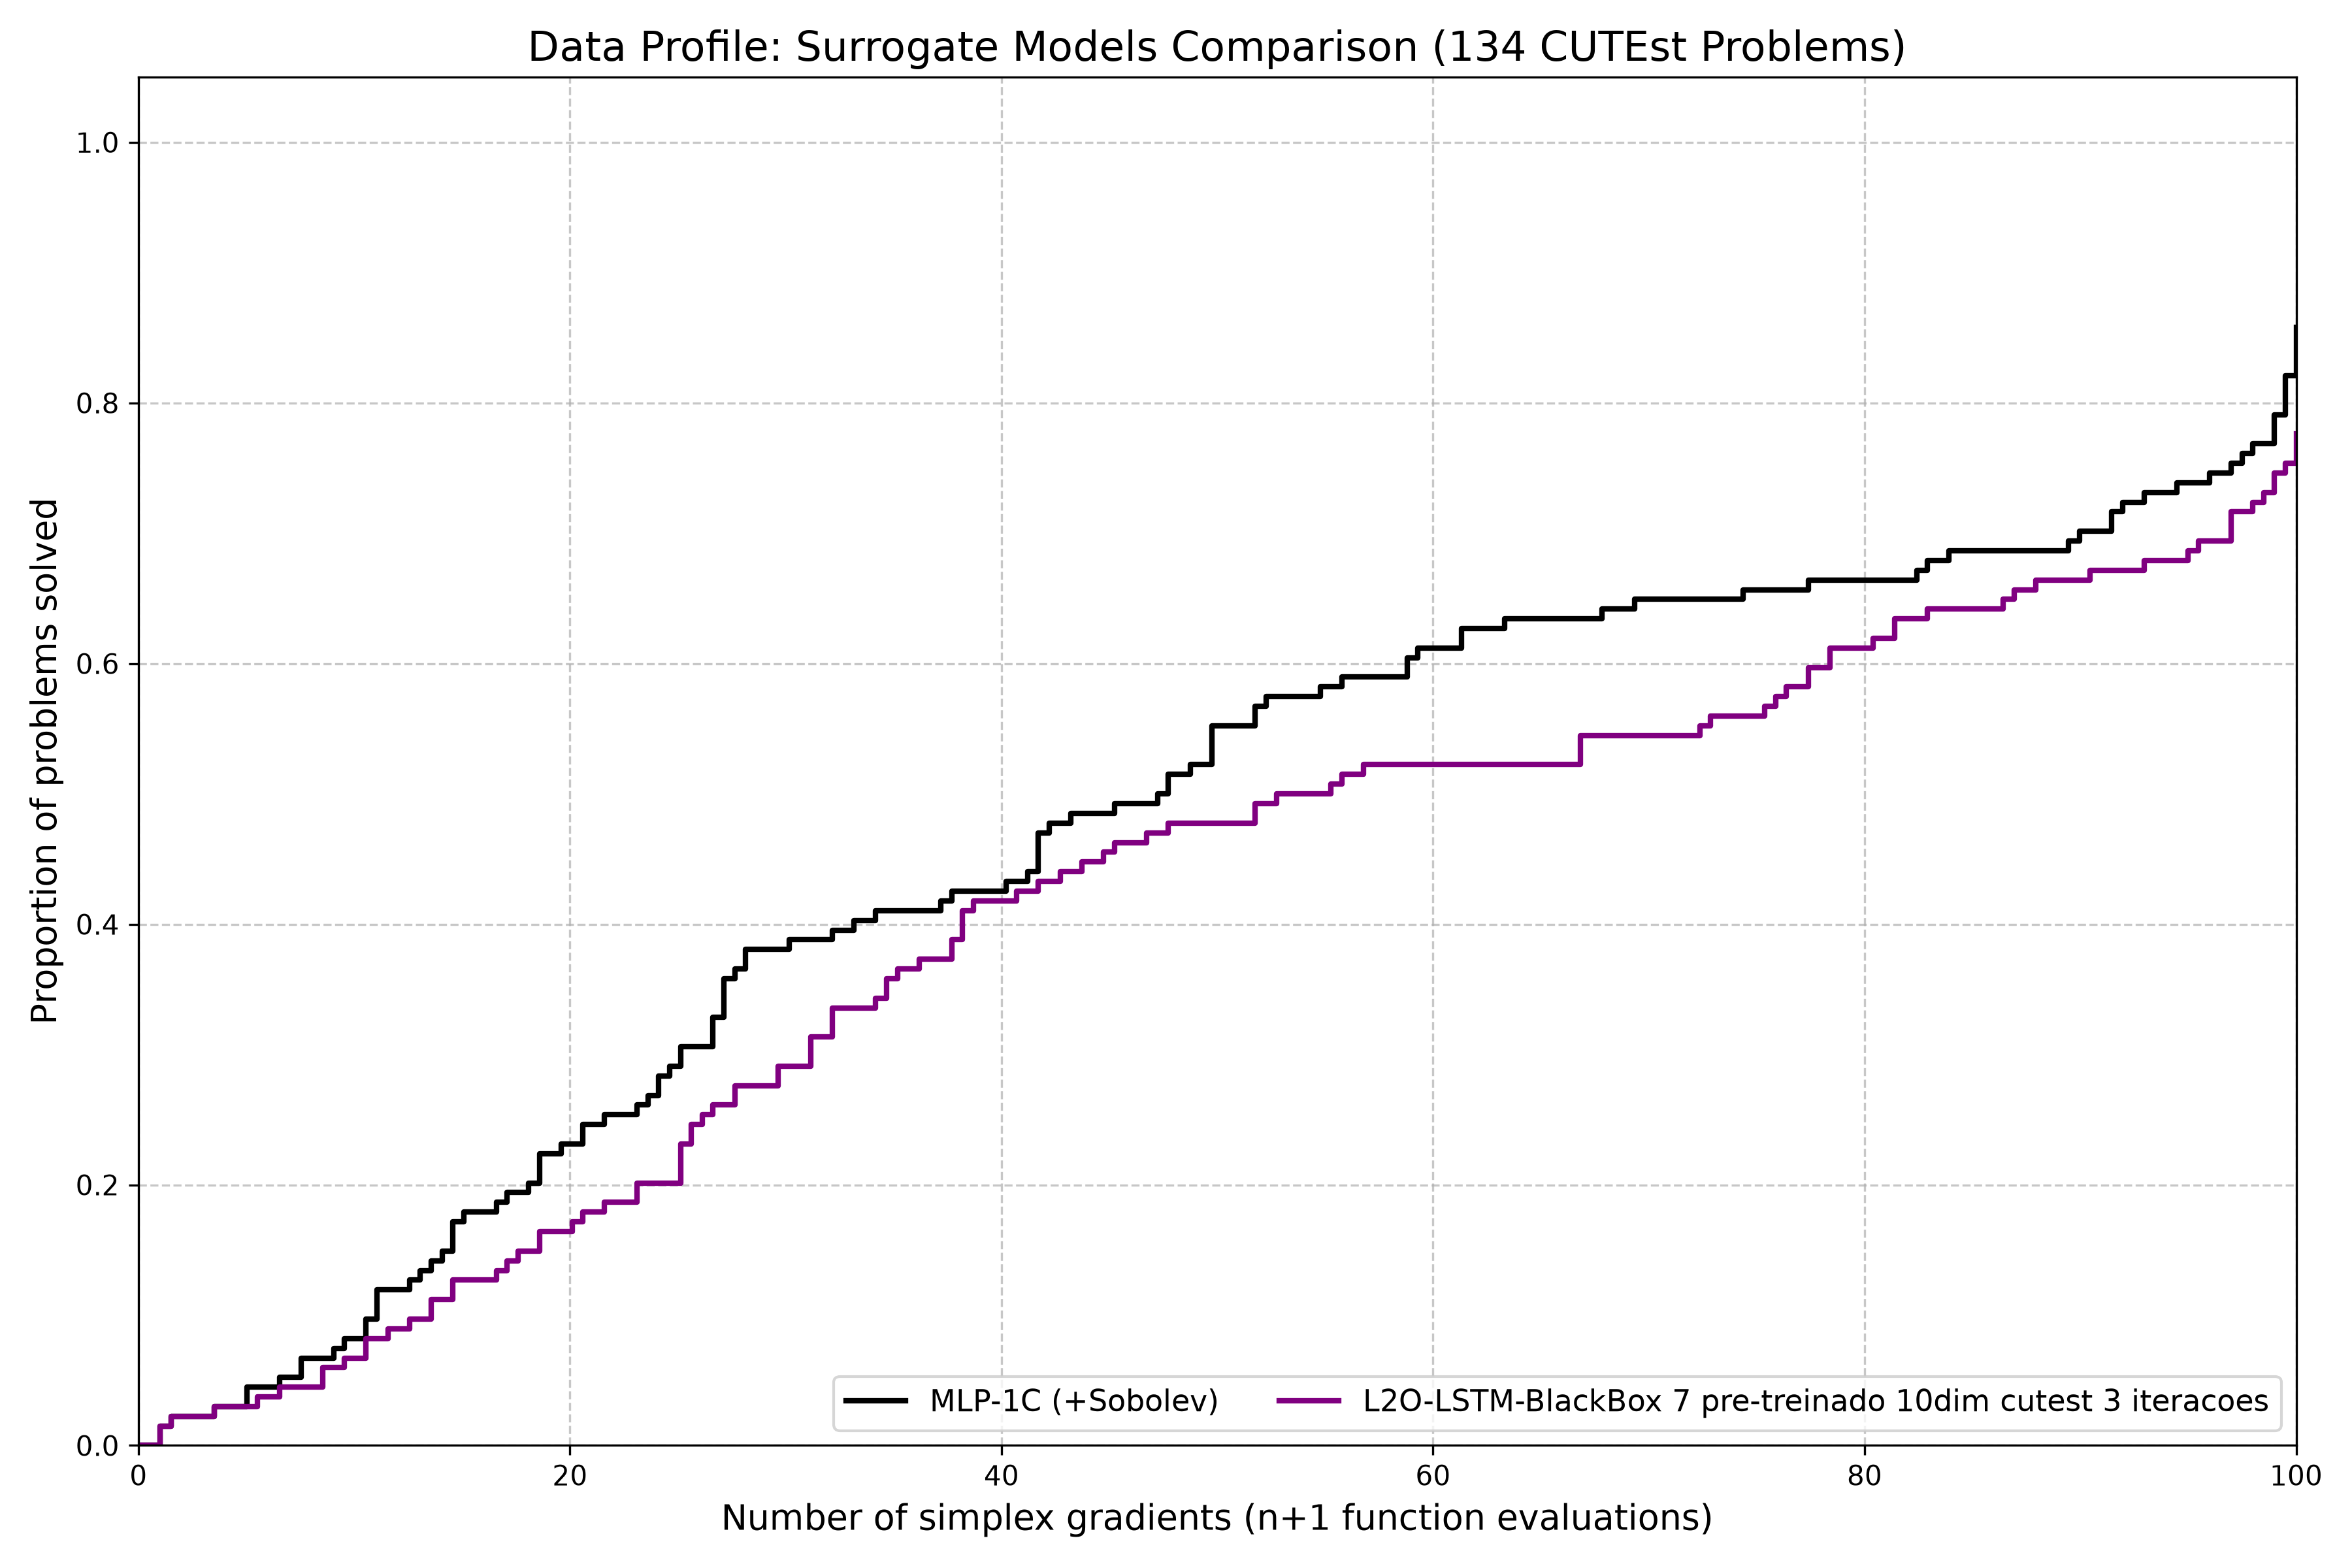 Data Profile: Surrogate Models Comparison (134 CUTEst Problems)
Proportion of problems solved
1.0
0.8
0.6
0.4
0.2
0.0
MLP-1C (+Sobolev)
L2O-LSTM-BlackBox 7 pre-treinado 10dim cutest 3 iteracoes
0 20 40 60 80 100
Number of simplex gradients (n+1 function evaluations)